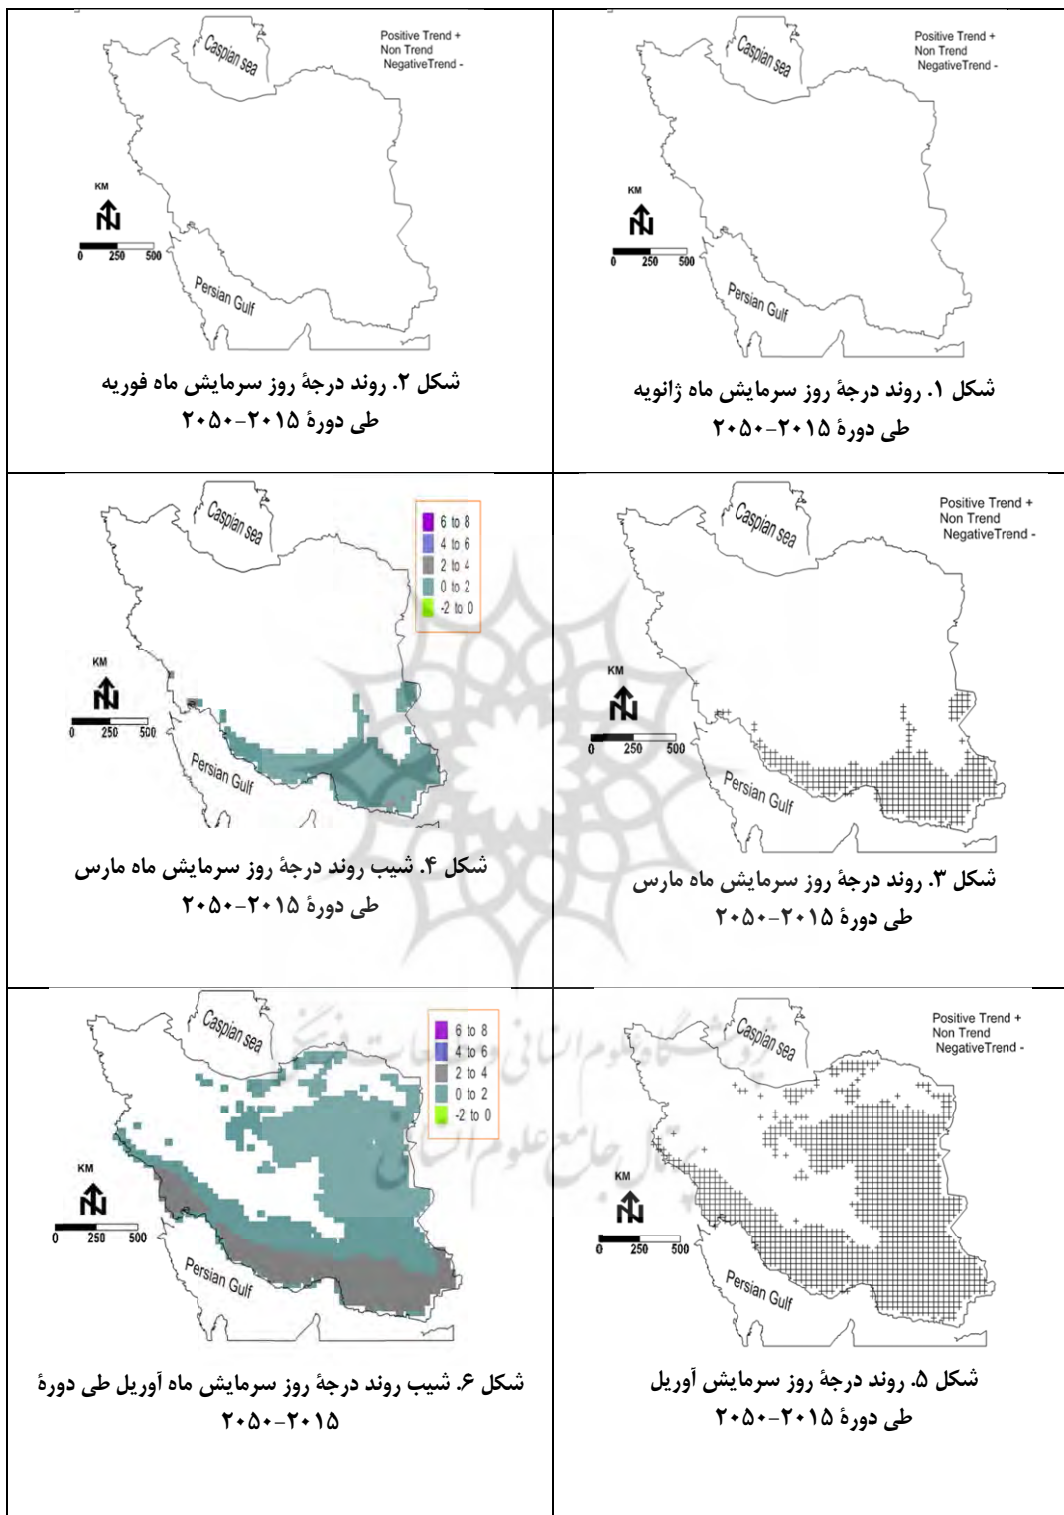 Caspian sea
Positive Trend +
Non Trend
NegativeTrend -
KM
0 250 500
Persian Gulf
شکل ۱. روند درجهٔ روز سرمایش ماه ژانویه
طی دورهٔ ۲۰۱۵-۲۰۵۰
Caspian sea
Positive Trend +
Non Trend
NegativeTrend -
KM
0 250 500
Persian Gulf
شکل ۲. روند درجهٔ روز سرمایش ماه فوریه
طی دورهٔ ۲۰۱۵-۲۰۵۰
Caspian sea
Positive Trend +
Non Trend
NegativeTrend -
KM
0 250 500
Persian Gulf
شکل ۳. روند درجهٔ روز سرمایش ماه مارس
طی دورهٔ ۲۰۱۵-۲۰۵۰
Caspian sea
6 to 8
4 to 6
2 to 4
0 to 2
-2 to 0
KM
0 250 500
Persian Gulf
شکل ۴. شیب روند درجهٔ روز سرمایش ماه مارس
طی دورهٔ ۲۰۱۵-۲۰۵۰
Caspian sea
Positive Trend +
Non Trend
NegativeTrend -
KM
0 250 500
Persian Gulf
شکل ۵. روند درجهٔ روز سرمایش آوریل
طی دورهٔ ۲۰۱۵-۲۰۵۰
Caspian sea
6 to 8
4 to 6
2 to 4
0 to 2
-2 to 0
KM
0 250 500
Persian Gulf
شکل ۶. شیب روند درجهٔ روز سرمایش ماه آوریل طی دورهٔ
۲۰۱۵-۲۰۵۰
پژوهشگاه علوم انسانی و مطالعات فرهنگی
پرتال جامع علوم انسانی